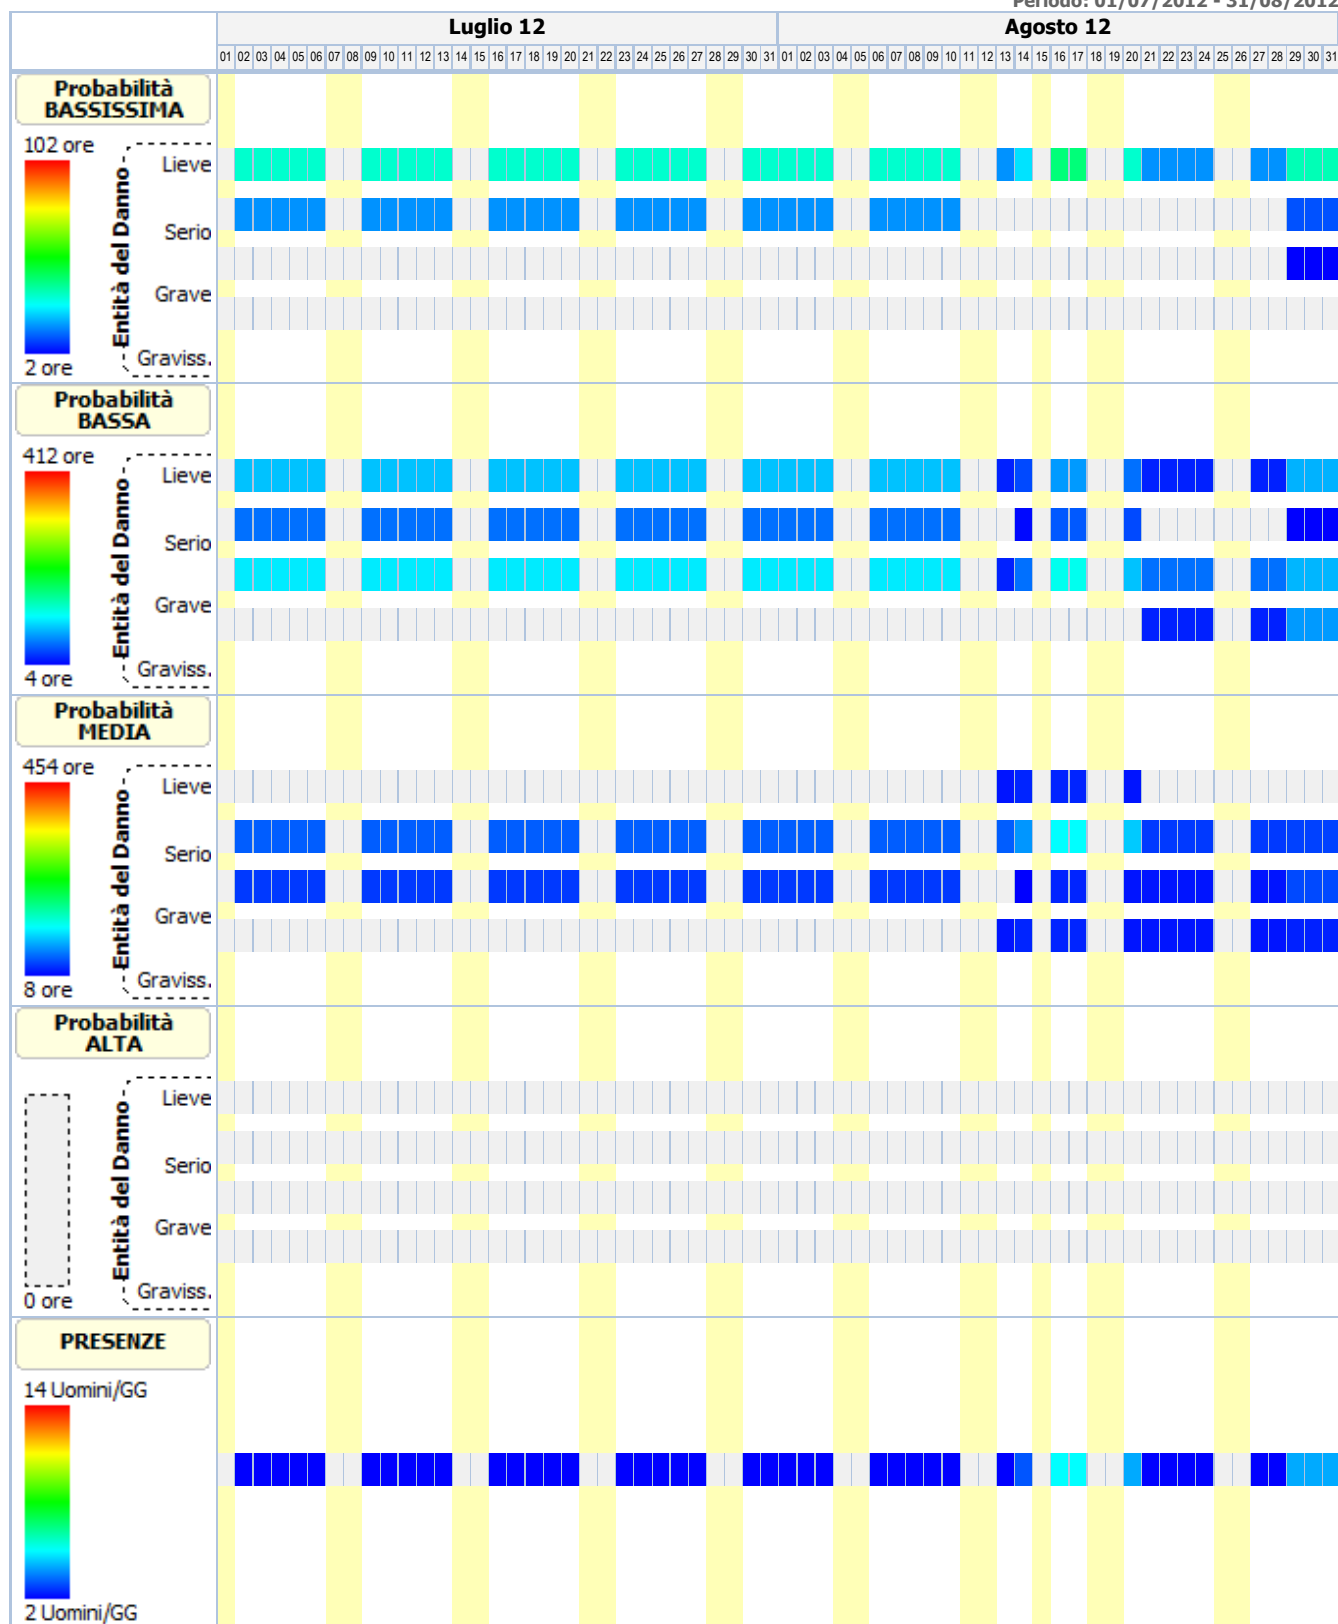 Periodo: 01/07/2012 - 31/08/2012
Luglio 12 Agosto 12
01 02 03 04 05 06 07 08 09 10 11 12 13 14 15 16 17 18 19 20 21 22 23 24 25 26 27 28 29 30 31 01 02 03 04 05 06 07 08 09 10 11 12 13 14 15 16 17 18 19 20 21 22 23 24 25 26 27 28 29 30 31
Probabilità
BASSISSIMA
102 ore
Entità del Danno
Lieve
Serio
Grave
Graviss.
2 ore
Probabilità
BASSA
412 ore
Entità del Danno
Lieve
Serio
Grave
Graviss.
4 ore
Probabilità
MEDIA
454 ore
Entità del Danno
Lieve
Serio
Grave
Graviss.
8 ore
Probabilità
ALTA
Entità del Danno
Lieve
Serio
Grave
Graviss.
0 ore
PRESENZE
14 Uomini/GG
2 Uomini/GG